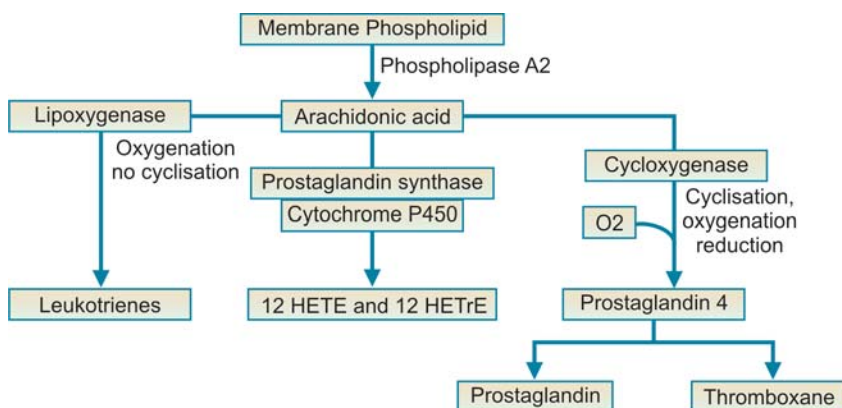 Membrane Phospholipid
Phospholipase A2
Lipoxygenase
Arachidonic acid
Oxygenation
no cyclisation
Cycloxygenase
Prostaglandin synthase
Cytochrome P450
Cyclisation,
oxygenation
reduction
O2
Leukotrienes
12 HETE and 12 HETrE
Prostaglandin 4
Prostaglandin
Thromboxane